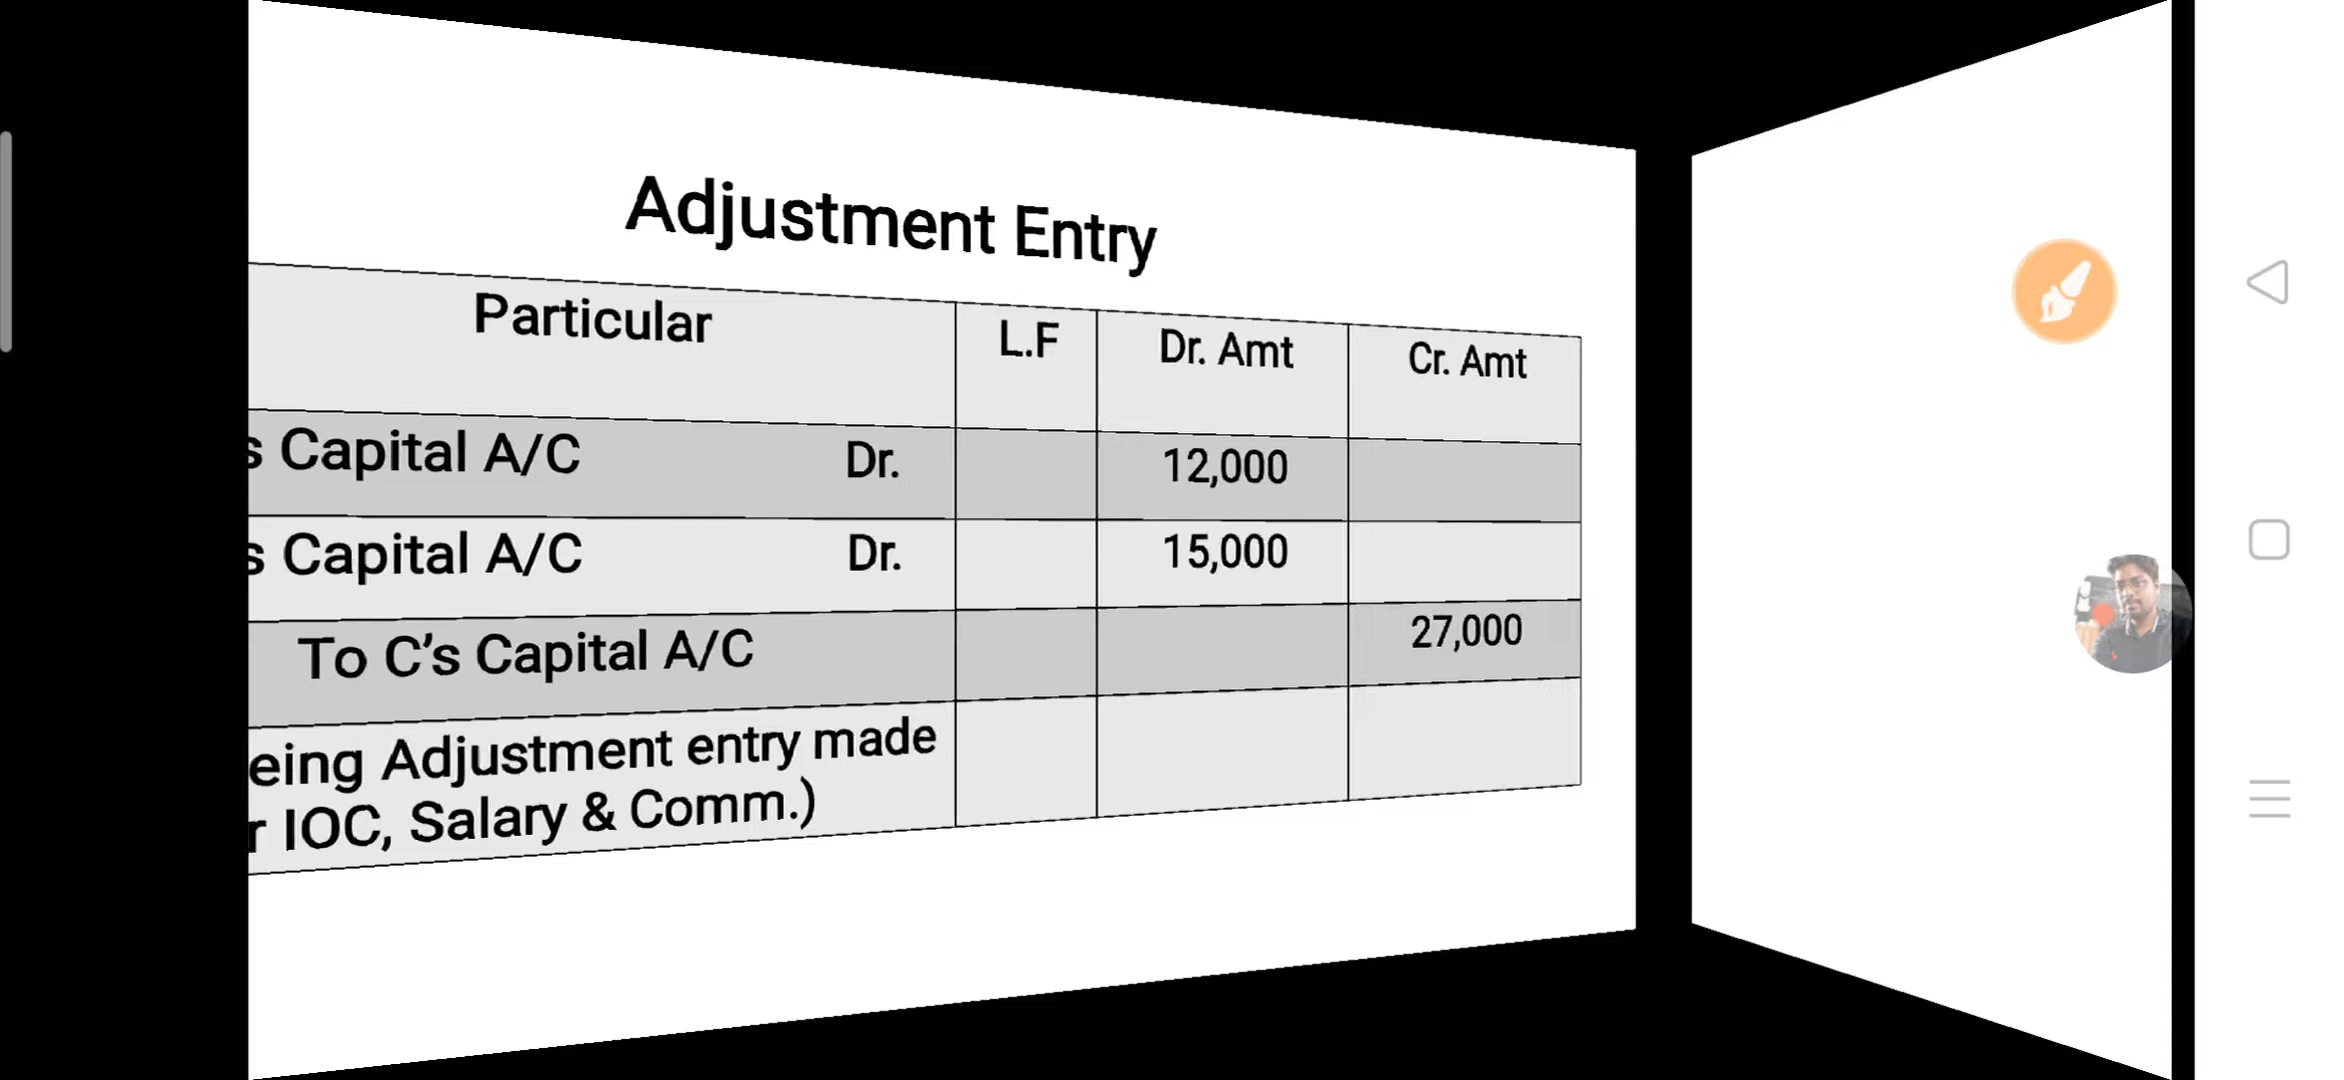 Adjustment Entry
Particular L.F Dr. Amt Cr. Amt
s Capital A/C Dr. 12,000
s Capital A/C Dr. 15,000
To C's Capital A/C 27,000
eing Adjustment entry made
r IOC, Salary & Comm.)